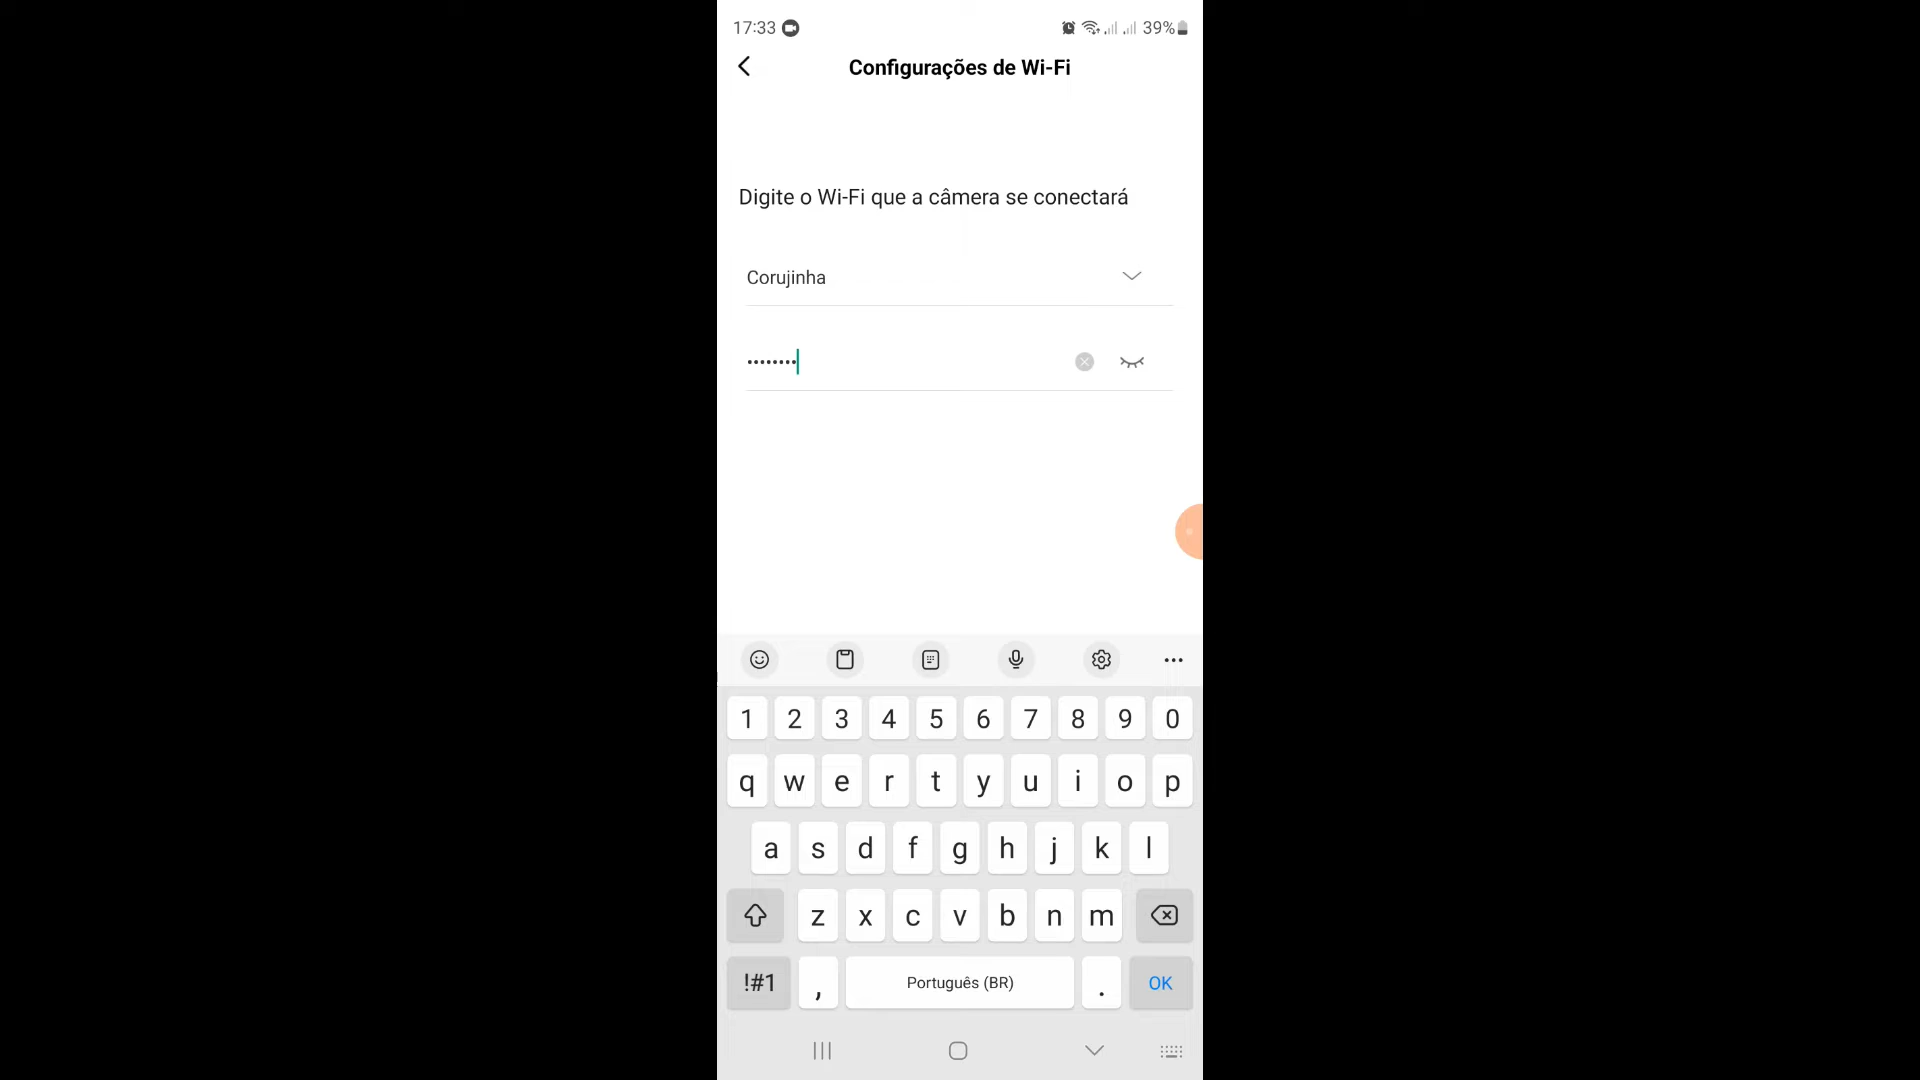 17:33 39%
Configurações de Wi-Fi
Digite o Wi-Fi que a câmera se conectará
Corujinha
••••••••
1 2 3 4 5 6 7 8 9 0
q w e r t y u i o p
a s d f g h j k l
z x c v b n m
!#1 , Português (BR) . OK